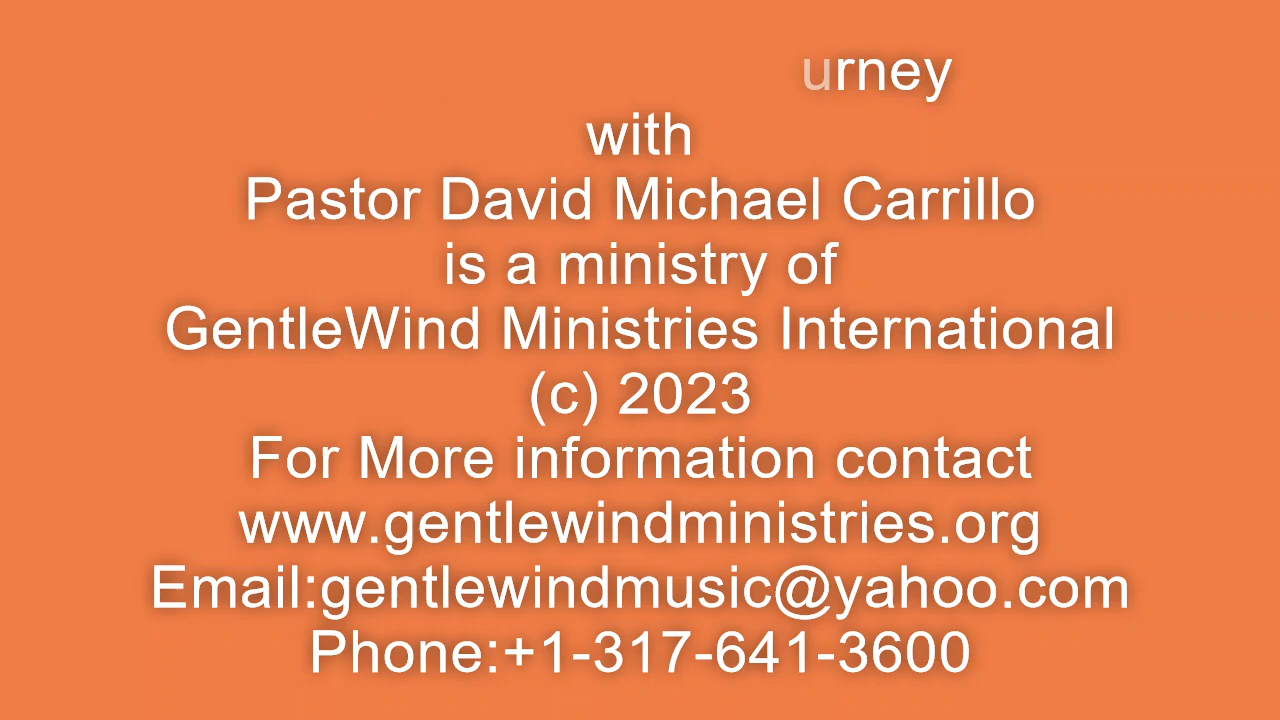 urney
with
Pastor David Michael Carrillo
is a ministry of
GentleWind Ministries International
(c) 2023
For More information contact
www.gentlewindministries.org
Email:gentlewindmusic@yahoo.com
Phone:+1-317-641-3600